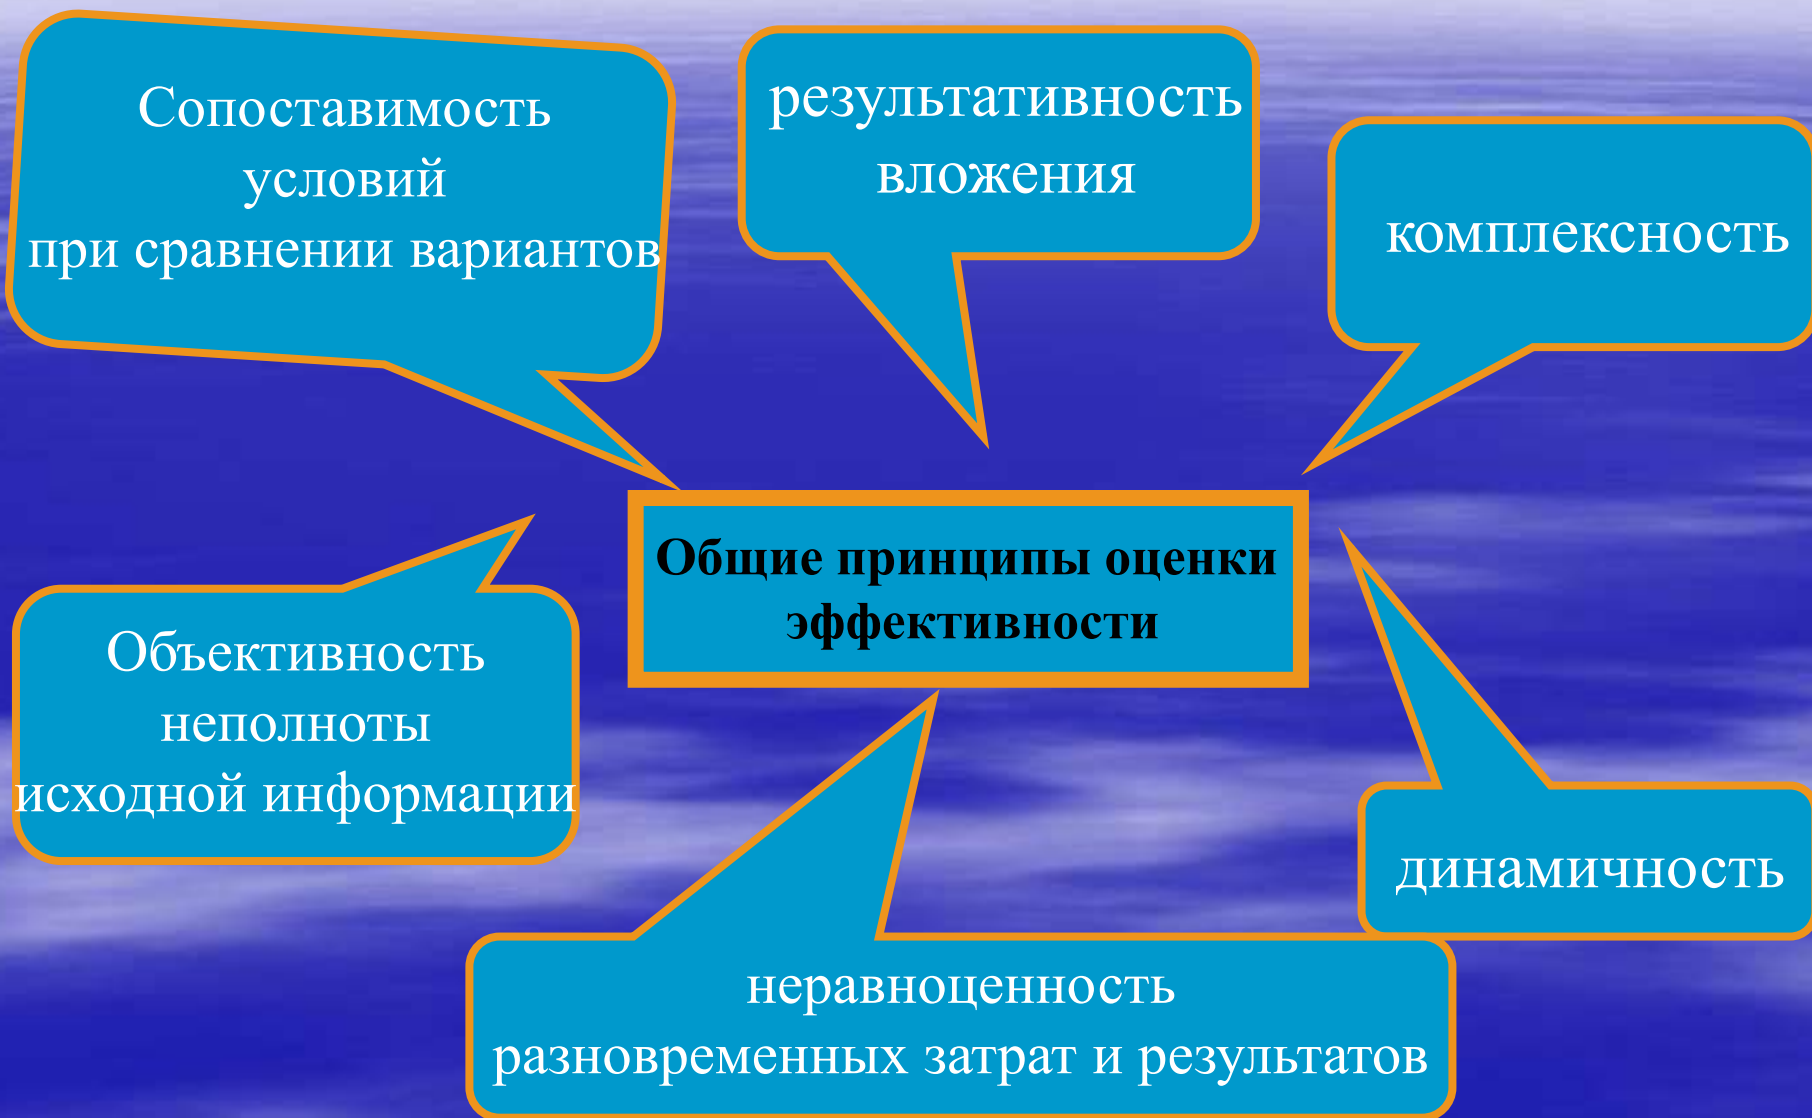 Сопоставимость
условий
при сравнении вариантов
результативность
вложения
комплексность
Общие принципы оценки
эффективности
Объективность
неполноты
исходной информации
динамичность
неравноценность
разновременных затрат и результатов